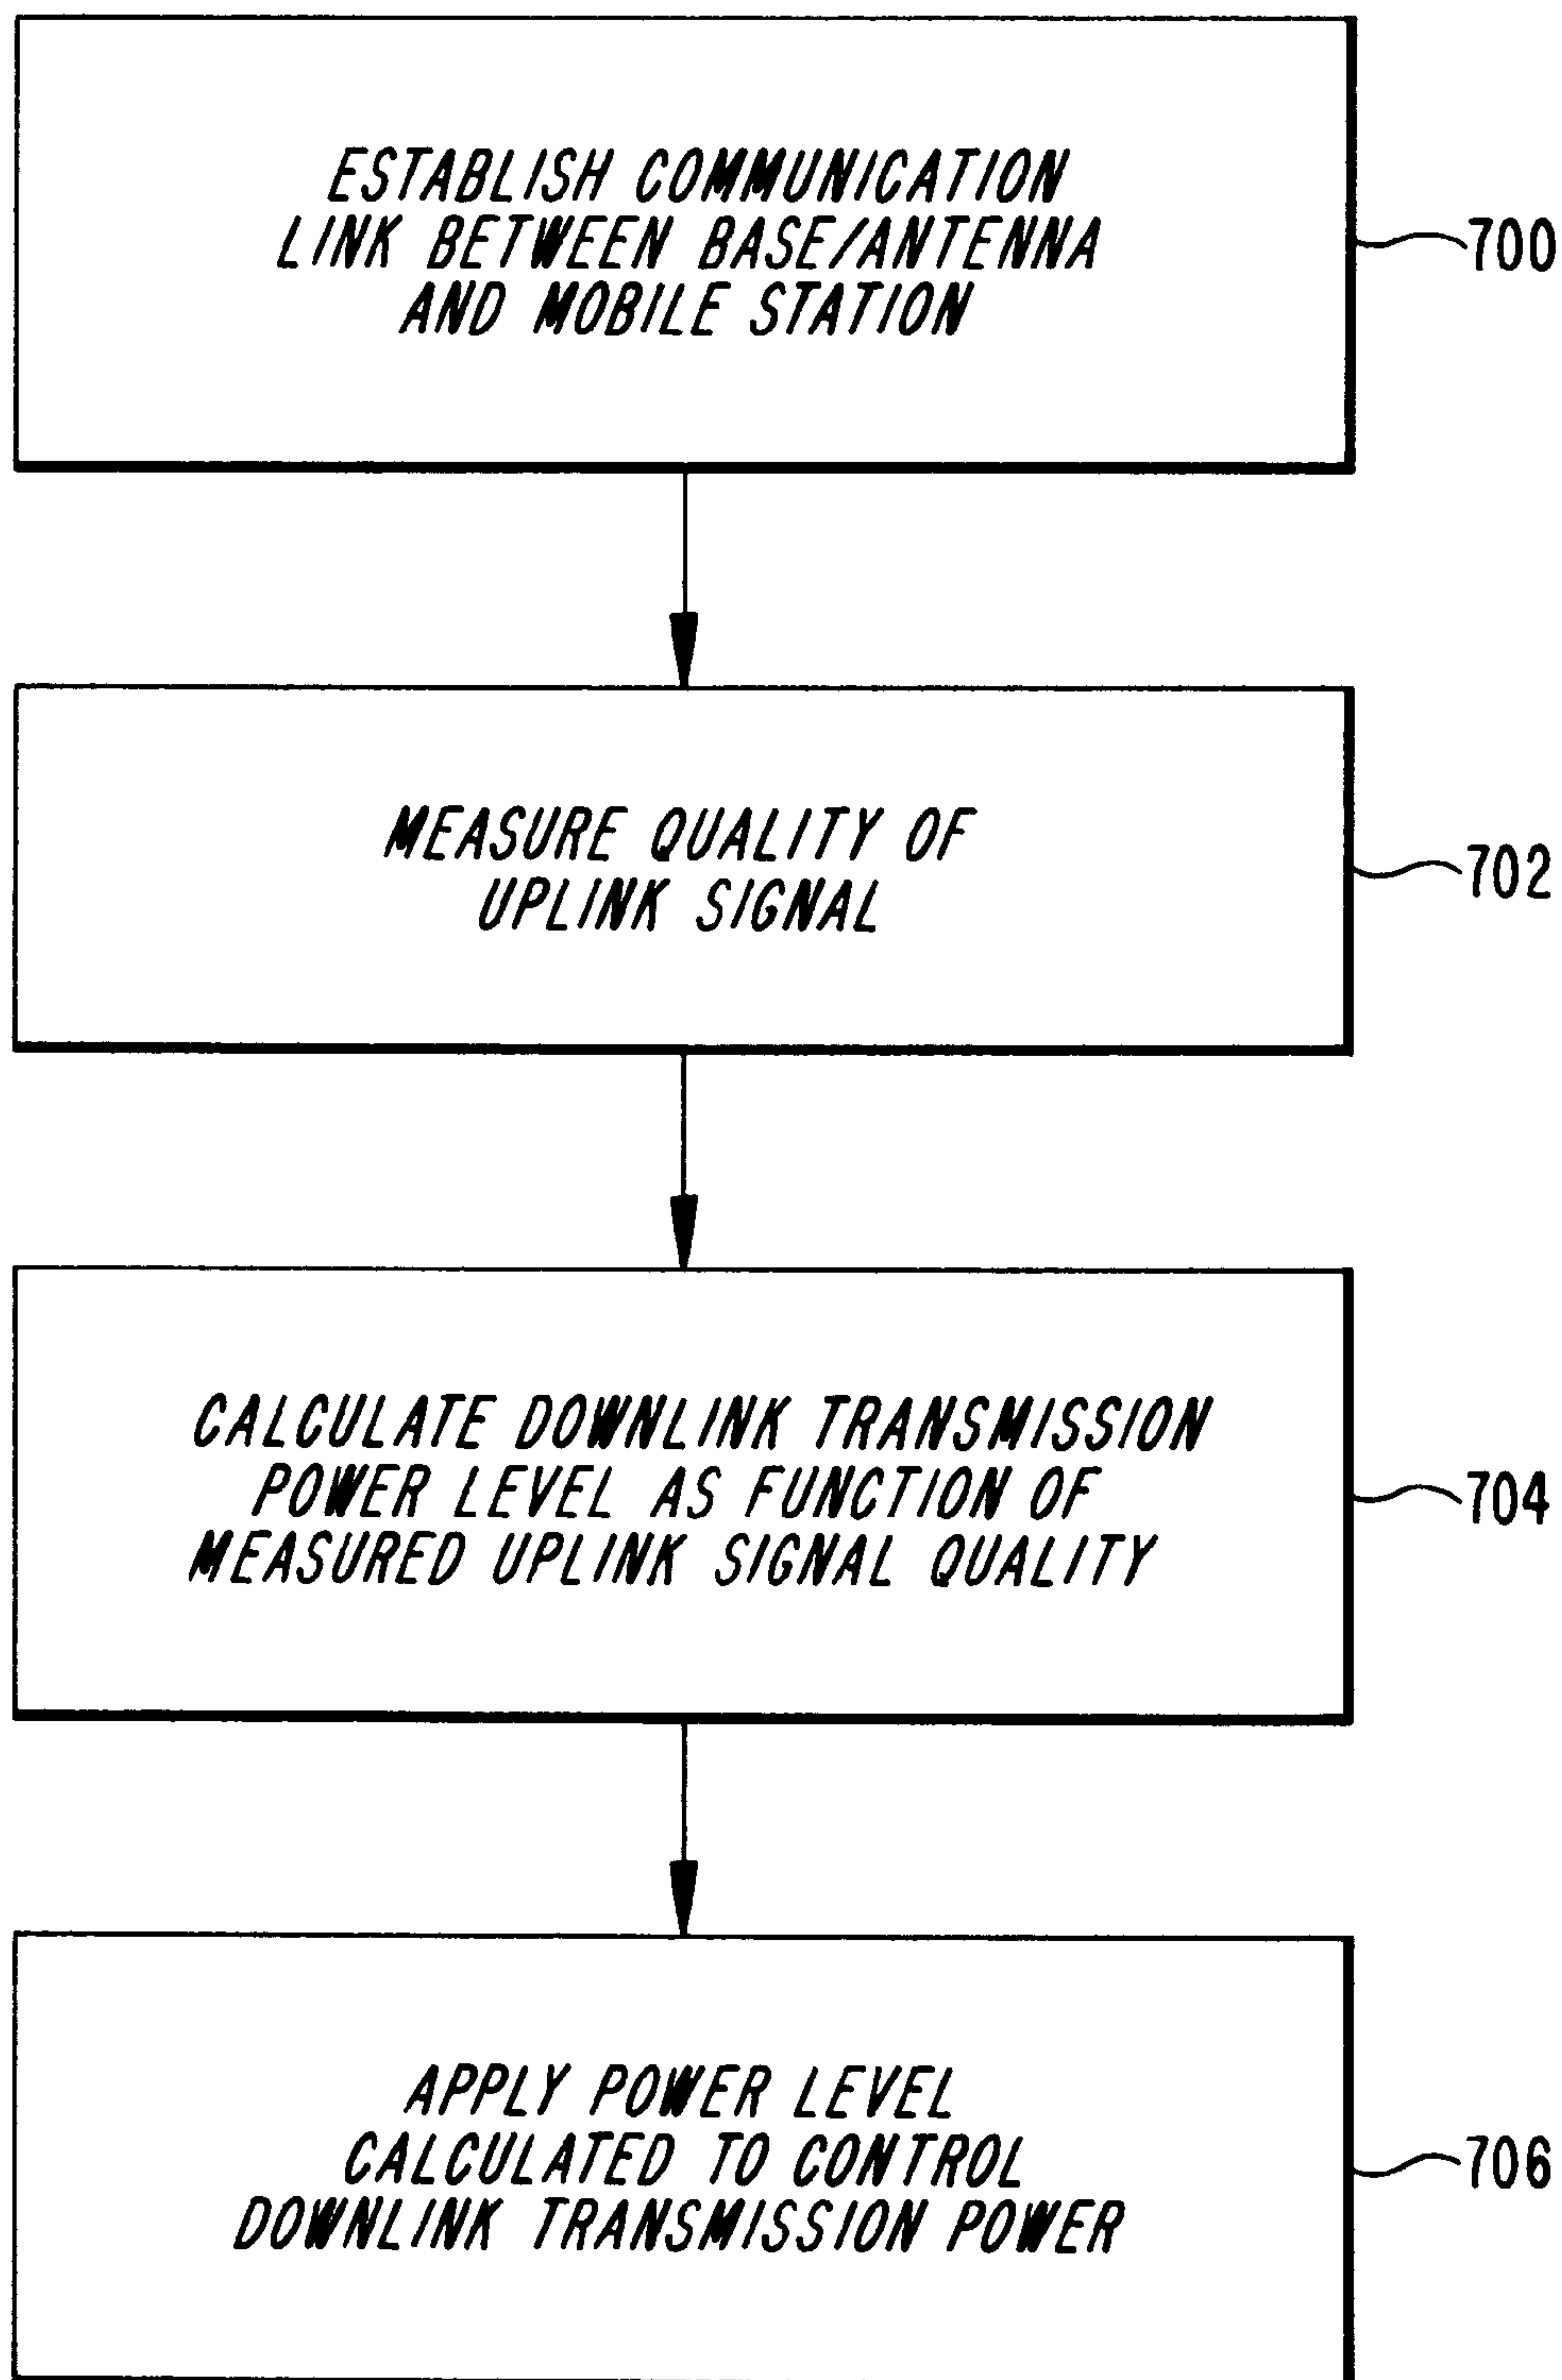 ESTABLISH COMMUNICATION
LINK BETWEEN BASE/ANTENNA
AND MOBILE STATION
700
MEASURE QUALITY OF
UPLINK SIGNAL
702
CALCULATE DOWNLINK TRANSMISSION
POWER LEVEL AS FUNCTION OF
MEASURED UPLINK SIGNAL QUALITY
704
APPLY POWER LEVEL
CALCULATED TO CONTROL
DOWNLINK TRANSMISSION POWER
706